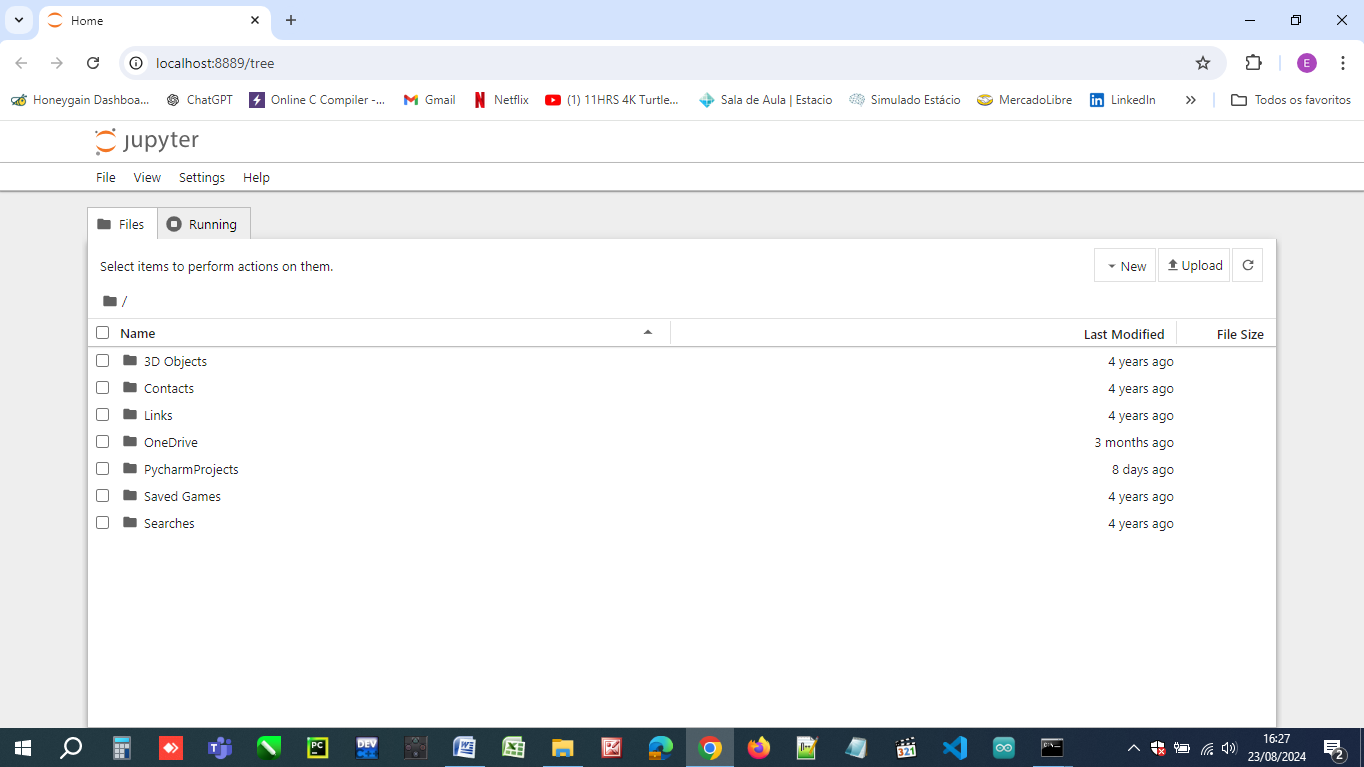 Home
localhost:8889/tree
E
Honeygain Dashboa... ChatGPT Online C Compiler -... Gmail Netflix (1) 11HRS 4K Turtle... Sala de Aula | Estacio Simulado Estácio MercadoLibre LinkedIn Todos os favoritos
jupyter
File View Settings Help
Files Running
Select items to perform actions on them. New Upload
/
Name Last Modified File Size
3D Objects 4 years ago
Contacts 4 years ago
Links 4 years ago
OneDrive 3 months ago
PycharmProjects 8 days ago
Saved Games 4 years ago
Searches 4 years ago
PC DEV 321 16:27
23/08/2024 2